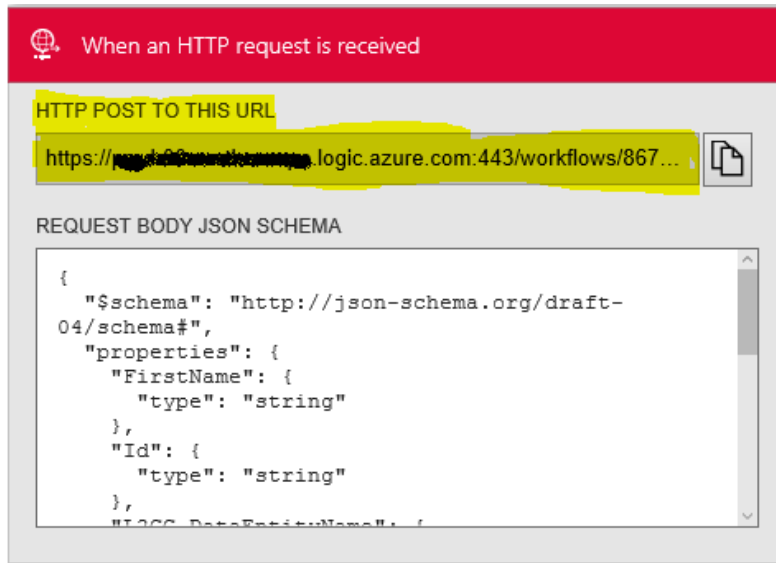 When an HTTP request is received
HTTP POST TO THIS URL
https:// .logic.azure.com:443/workflows/867...
REQUEST BODY JSON SCHEMA
{
"$schema": "http://json-schema.org/draft-
04/schema#",
"properties": {
"FirstName": {
"type": "string"
},
"Id": {
"type": "string"
},